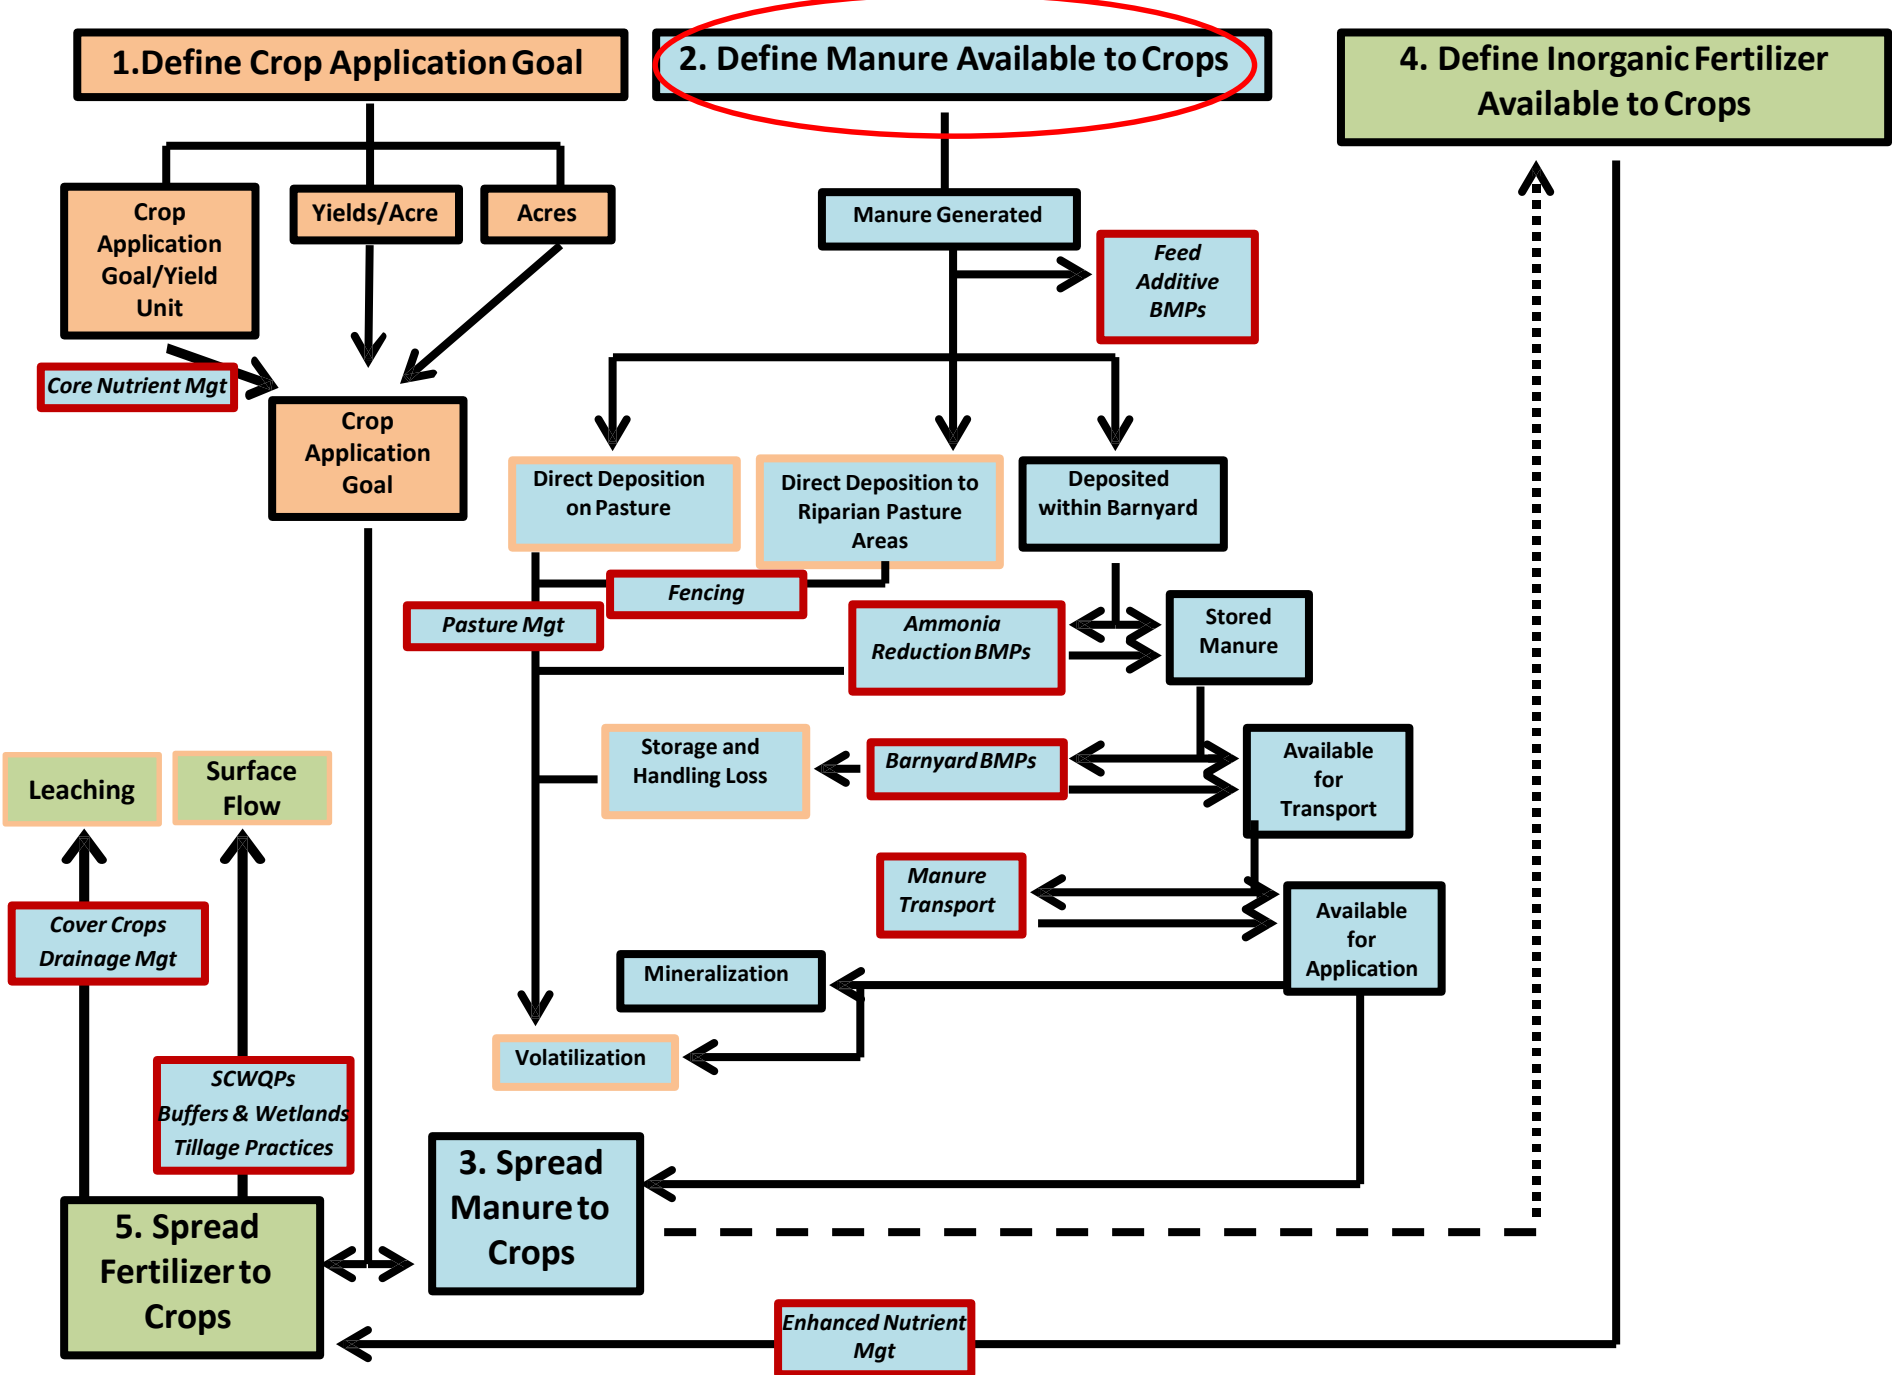 1.Define Crop Application Goal
2. Define Manure Available to Crops
4. Define Inorganic Fertilizer
Available to Crops
Crop
Application
Goal/Yield
Unit
Yields/Acre
Acres
Manure Generated
Feed
Additive
BMPs
Core Nutrient Mgt
Crop
Application
Goal
Direct Deposition
on Pasture
Direct Deposition to
Riparian Pasture
Areas
Deposited
within Barnyard
Fencing
Pasture Mgt
Ammonia
Reduction BMPs
Stored
Manure
Storage and
Handling Loss
Barnyard BMPs
Available
for
Transport
Leaching
Surface
Flow
Manure
Transport
Available
for
Application
Cover Crops
Drainage Mgt
Mineralization
Volatilization
SCWQPs
Buffers & Wetlands
Tillage Practices
3. Spread
Manure to
Crops
5. Spread
Fertilizer to
Crops
Enhanced Nutrient
Mgt